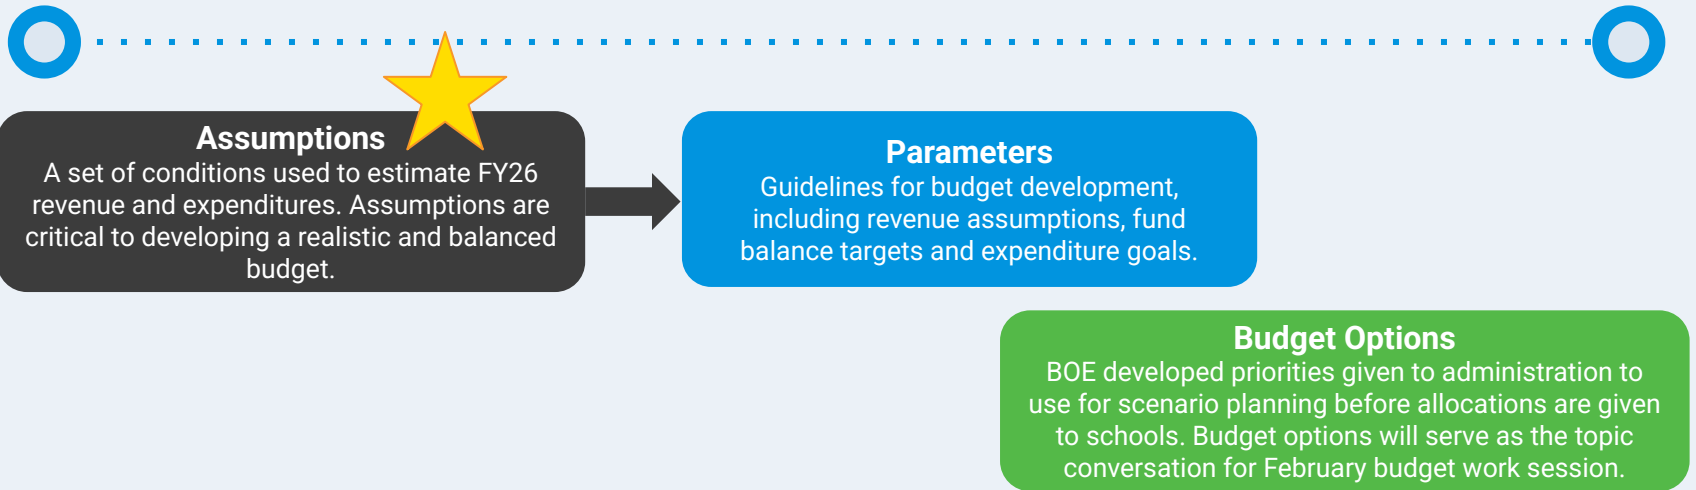 Assumptions
A set of conditions used to estimate FY26
revenue and expenditures. Assumptions are
critical to developing a realistic and balanced
budget.
Parameters
Guidelines for budget development,
including revenue assumptions, fund
balance targets and expenditure goals.
Budget Options
BOE developed priorities given to administration to
use for scenario planning before allocations are given
to schools. Budget options will serve as the topic
conversation for February budget work session.